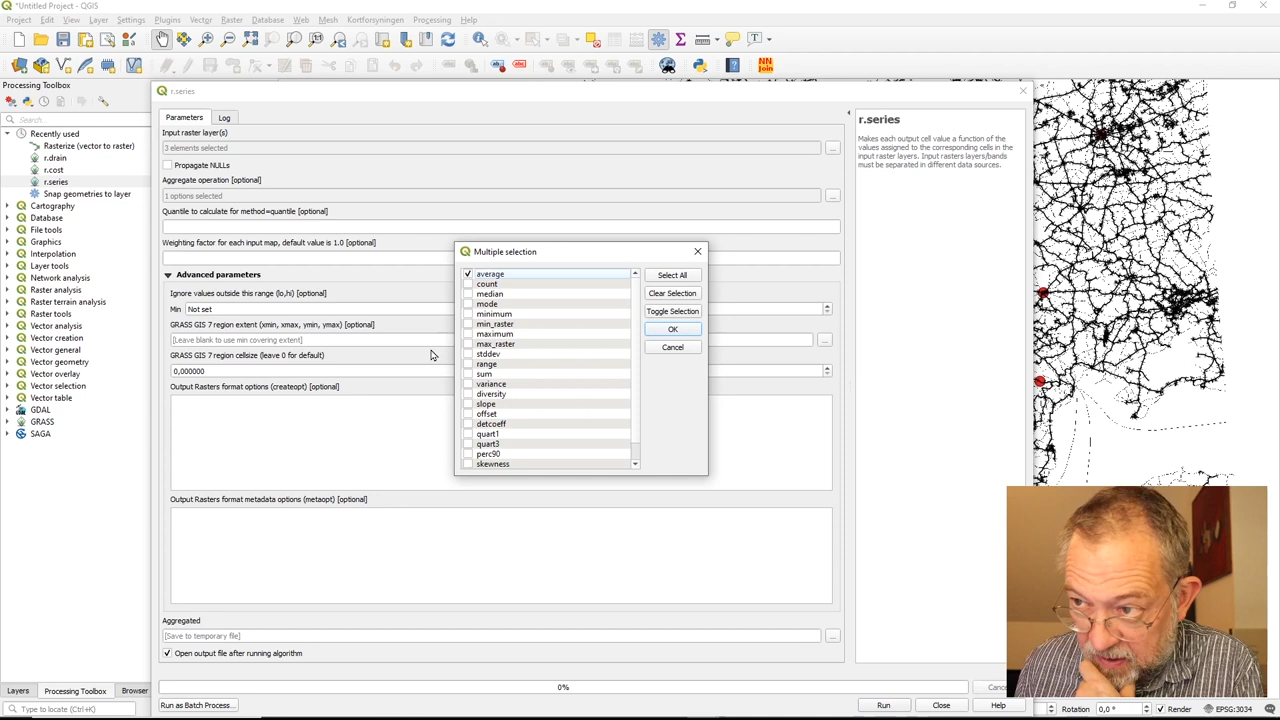 *Untitled Project - QGIS
Project Edit View Layer Settings Plugins Vector Raster Database Web Mesh Kortforsyningen Processing Help
Processing Toolbox
Search...
Recently used
Rasterize (vector to raster)
r.drain
r.cost
r.series
Snap geometries to layer
Cartography
Database
File tools
Graphics
Interpolation
Layer tools
Network analysis
Raster analysis
Raster terrain analysis
Raster tools
Vector analysis
Vector creation
Vector general
Vector geometry
Vector overlay
Vector selection
Vector table
GDAL
GRASS
SAGA
Layers Processing Toolbox Browser
Type to locate (Ctrl+K)
r.series
Parameters Log
Input raster layer(s)
3 elements selected
...
Propagate NULLs
Aggregate operation [optional]
1 options selected
...
Quantile to calculate for method=quantile [optional]
Weighting factor for each input map, default value is 1.0 [optional]
Advanced parameters
Ignore values outside this range (lo,hi) [optional]
Min Not set
GRASS GIS 7 region extent (xmin, xmax, ymin, ymax) [optional]
[Leave blank to use min covering extent]
...
GRASS GIS 7 region cellsize (leave 0 for default)
0,000000
Output Rasters format options (createopt) [optional]
Output Rasters format metadata options (metaopt) [optional]
Aggregated
[Save to temporary file]
...
Open output file after running algorithm
0%
Cance
Run as Batch Process...
Run Close Help
Multiple selection
average
count
median
mode
minimum
min_raster
maximum
max_raster
stddev
range
sum
variance
diversity
slope
offset
detcoeff
quart1
quart3
perc90
skewness
Select All
Clear Selection
Toggle Selection
OK
Cancel
r.series
Makes each output cell value a function of the
values assigned to the corresponding cells in the
input raster layers. Input rasters layers/bands
must be separated in different data sources.
NN
Join
Rotation 0,0 ° Render EPSG:3034